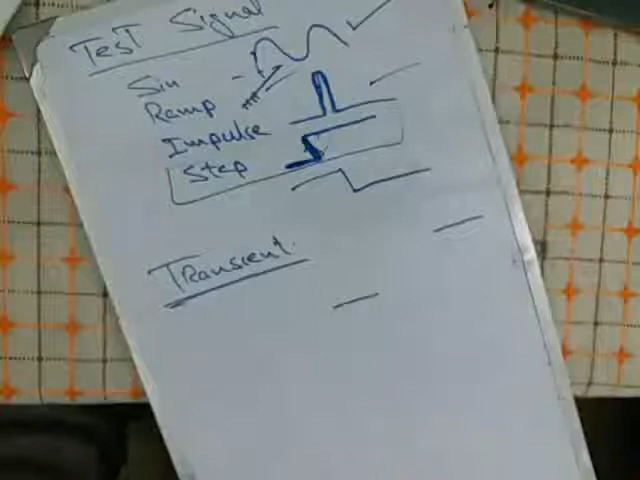 Test Signal
Sin
Ramp
Impulse
Step
Transient